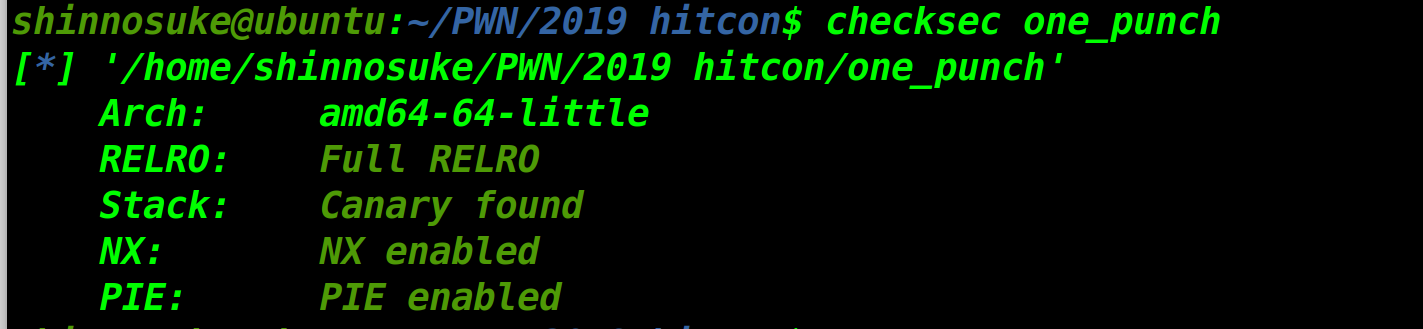 shinnosuke@ubuntu:~/PWN/2019 hitcon$ checksec one_punch
[*] '/home/shinnosuke/PWN/2019 hitcon/one_punch'
    Arch:     amd64-64-little
    RELRO:    Full RELRO
    Stack:    Canary found
    NX:       NX enabled
    PIE:      PIE enabled